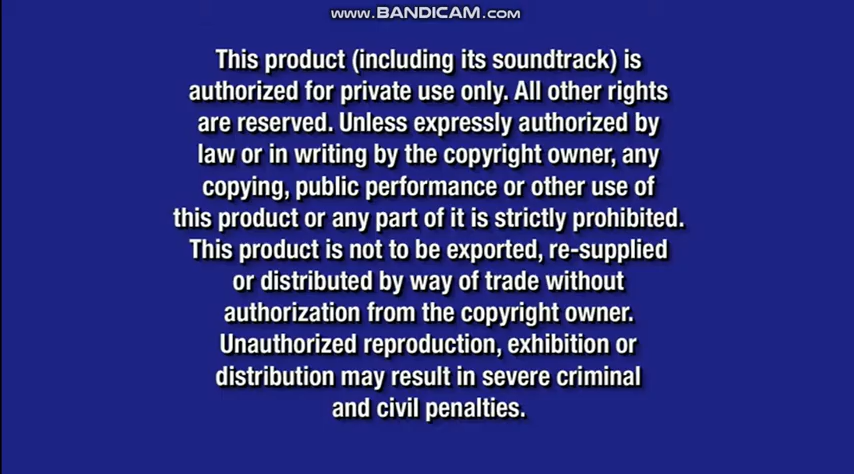 www.BANDICAM.com
This product (including its soundtrack) is
authorized for private use only. All other rights
are reserved. Unless expressly authorized by
law or in writing by the copyright owner, any
copying, public performance or other use of
this product or any part of it is strictly prohibited.
This product is not to be exported, re-supplied
or distributed by way of trade without
authorization from the copyright owner.
Unauthorized reproduction, exhibition or
distribution may result in severe criminal
and civil penalties.